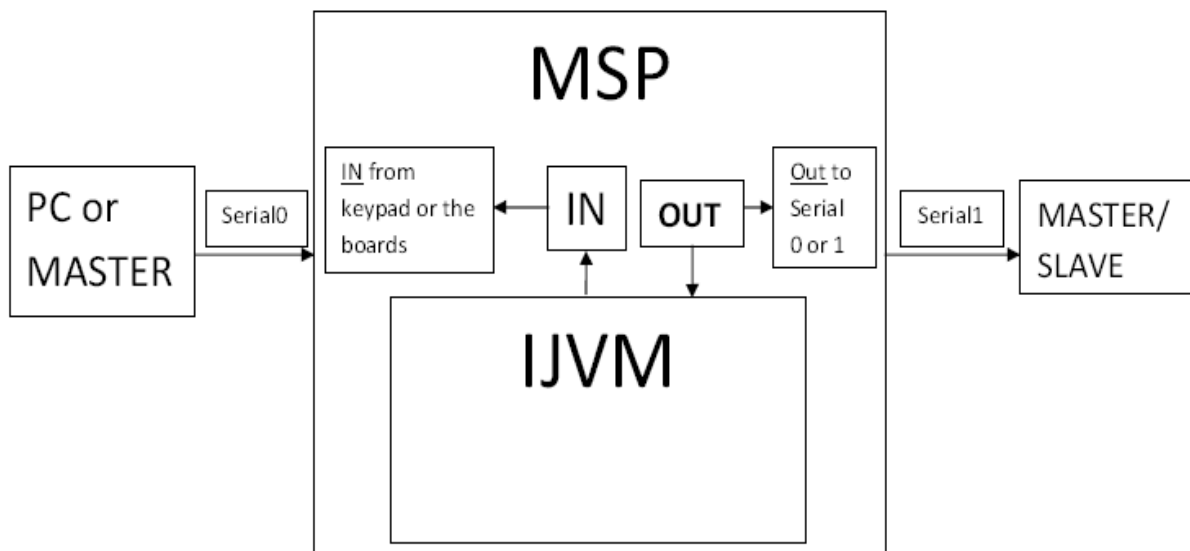 MSP
PC or
MASTER
Serial0
IN from
keypad or the
boards
IN
OUT
Out to
Serial
0 or 1
Serial1
MASTER/
SLAVE
IJVM